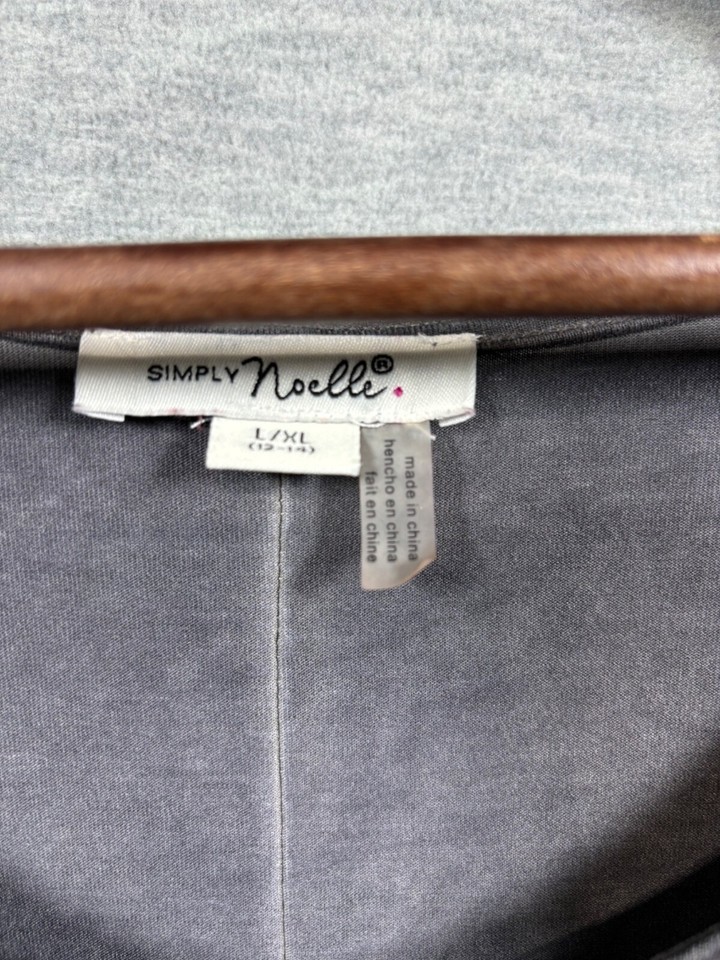 SIMPLY Noelle®.
L/XL
(12-14)
made in china
hencho en china
fait en chine